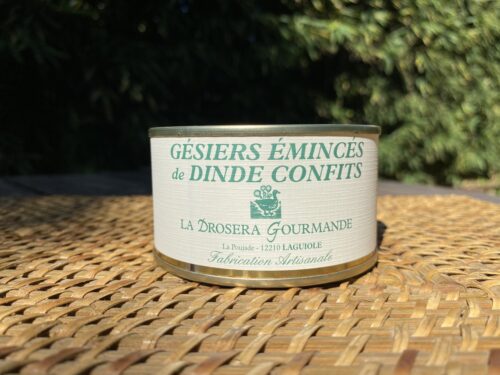 GÉSIERS ÉMINCÉS
de DINDE CONFITS
LA DROSERA GOURMANDE
La Poujade - 12210 LAGUIOLE
Fabrication Artisanale